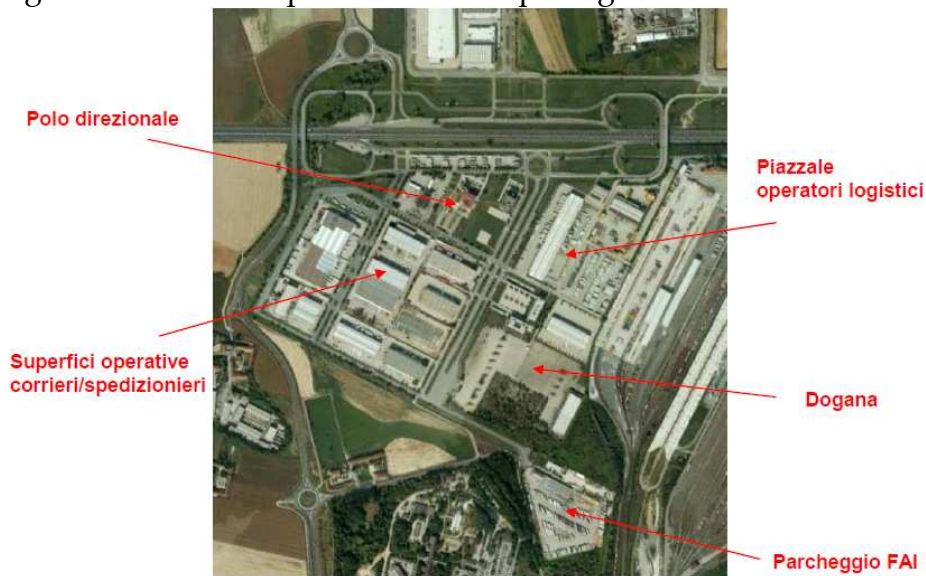 Polo direzionale
Piazzale
operatori logistici
Superfici operative
corrieri/spedizionieri
Dogana
Parcheggio FAI